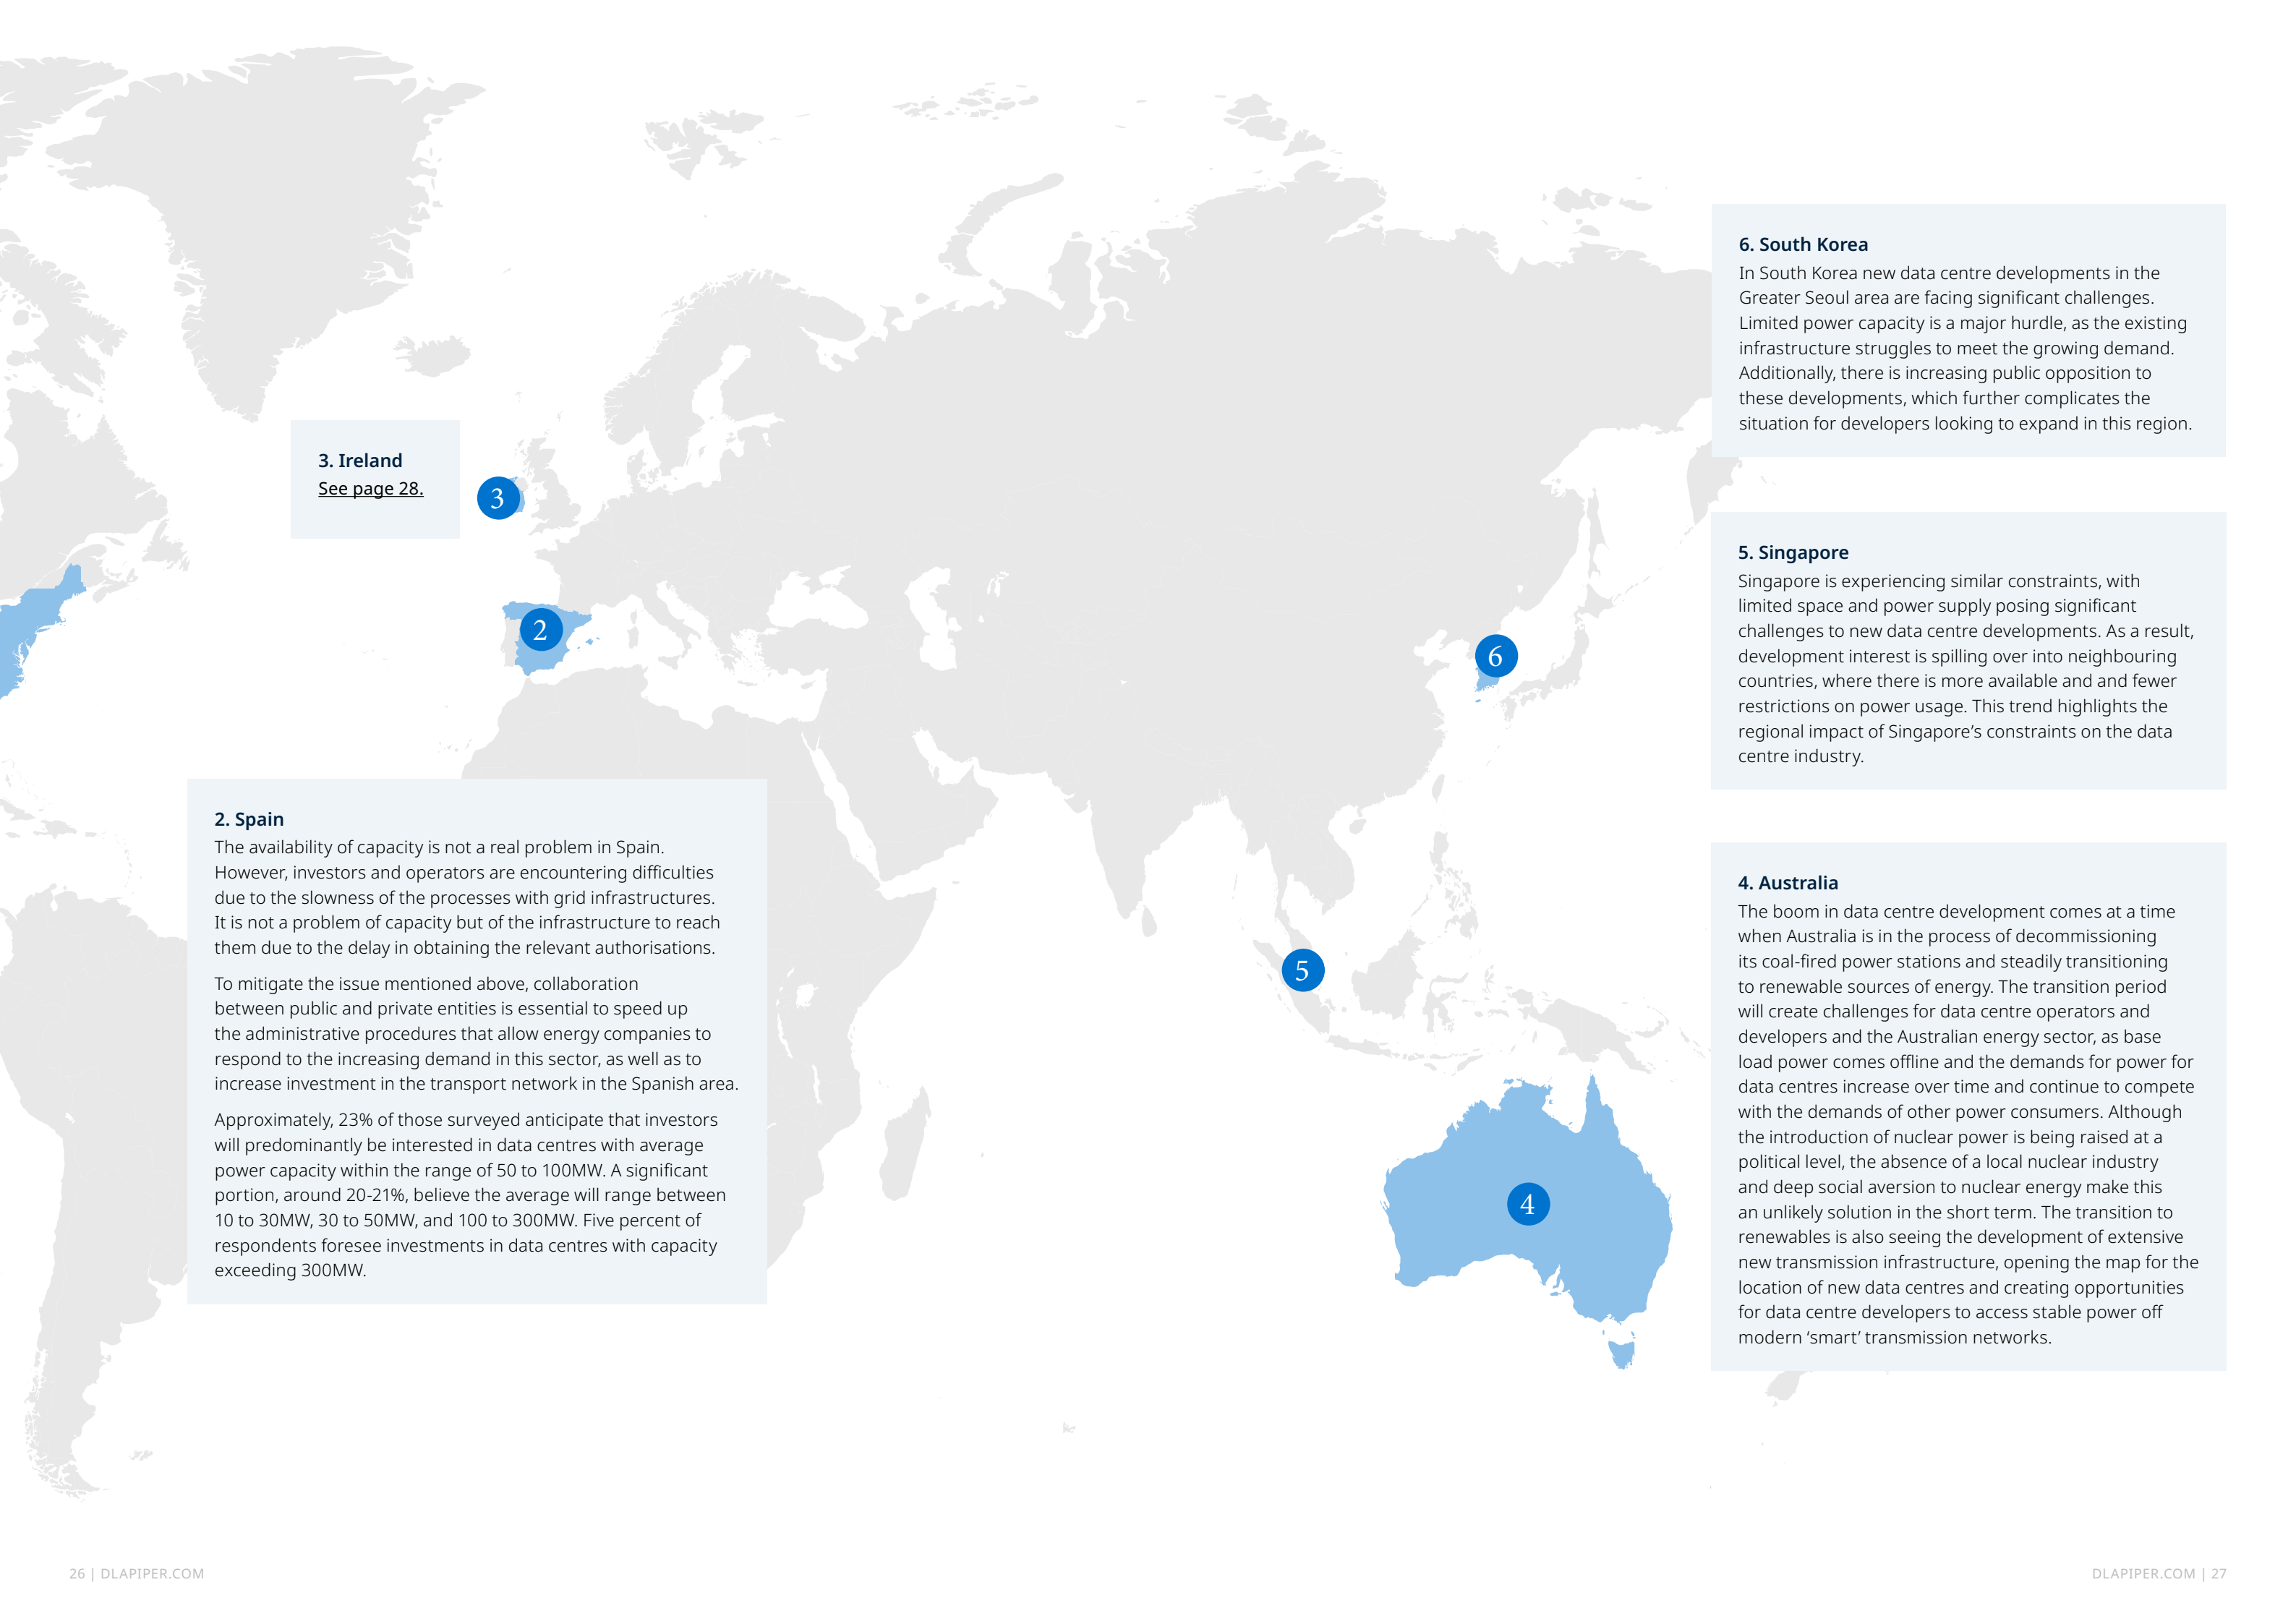 3. Ireland
See page 28.
3
2
6
5
4
2. Spain
The availability of capacity is not a real problem in Spain.
However, investors and operators are encountering difficulties
due to the slowness of the processes with grid infrastructures.
It is not a problem of capacity but of the infrastructure to reach
them due to the delay in obtaining the relevant authorisations.
To mitigate the issue mentioned above, collaboration
between public and private entities is essential to speed up
the administrative procedures that allow energy companies to
respond to the increasing demand in this sector, as well as to
increase investment in the transport network in the Spanish area.
Approximately, 23% of those surveyed anticipate that investors
will predominantly be interested in data centres with average
power capacity within the range of 50 to 100MW. A significant
portion, around 20-21%, believe the average will range between
10 to 30MW, 30 to 50MW, and 100 to 300MW. Five percent of
respondents foresee investments in data centres with capacity
exceeding 300MW.
6. South Korea
In South Korea new data centre developments in the
Greater Seoul area are facing significant challenges.
Limited power capacity is a major hurdle, as the existing
infrastructure struggles to meet the growing demand.
Additionally, there is increasing public opposition to
these developments, which further complicates the
situation for developers looking to expand in this region.
5. Singapore
Singapore is experiencing similar constraints, with
limited space and power supply posing significant
challenges to new data centre developments. As a result,
development interest is spilling over into neighbouring
countries, where there is more available and and fewer
restrictions on power usage. This trend highlights the
regional impact of Singapore's constraints on the data
centre industry.
4. Australia
The boom in data centre development comes at a time
when Australia is in the process of decommissioning
its coal-fired power stations and steadily transitioning
to renewable sources of energy. The transition period
will create challenges for data centre operators and
developers and the Australian energy sector, as base
load power comes offline and the demands for power for
data centres increase over time and continue to compete
with the demands of other power consumers. Although
the introduction of nuclear power is being raised at a
political level, the absence of a local nuclear industry
and deep social aversion to nuclear energy make this
an unlikely solution in the short term. The transition to
renewables is also seeing the development of extensive
new transmission infrastructure, opening the map for the
location of new data centres and creating opportunities
for data centre developers to access stable power off
modern ‘smart’ transmission networks.
26 | DLAPIPER.COM
DLAPIPER.COM | 27